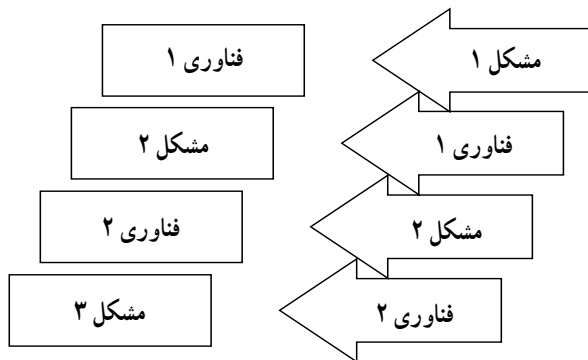 مشکل ۱
فناوری ۱
فناوری ۱
مشکل ۲
مشکل ۲
فناوری ۲
فناوری ۲
مشکل ۳